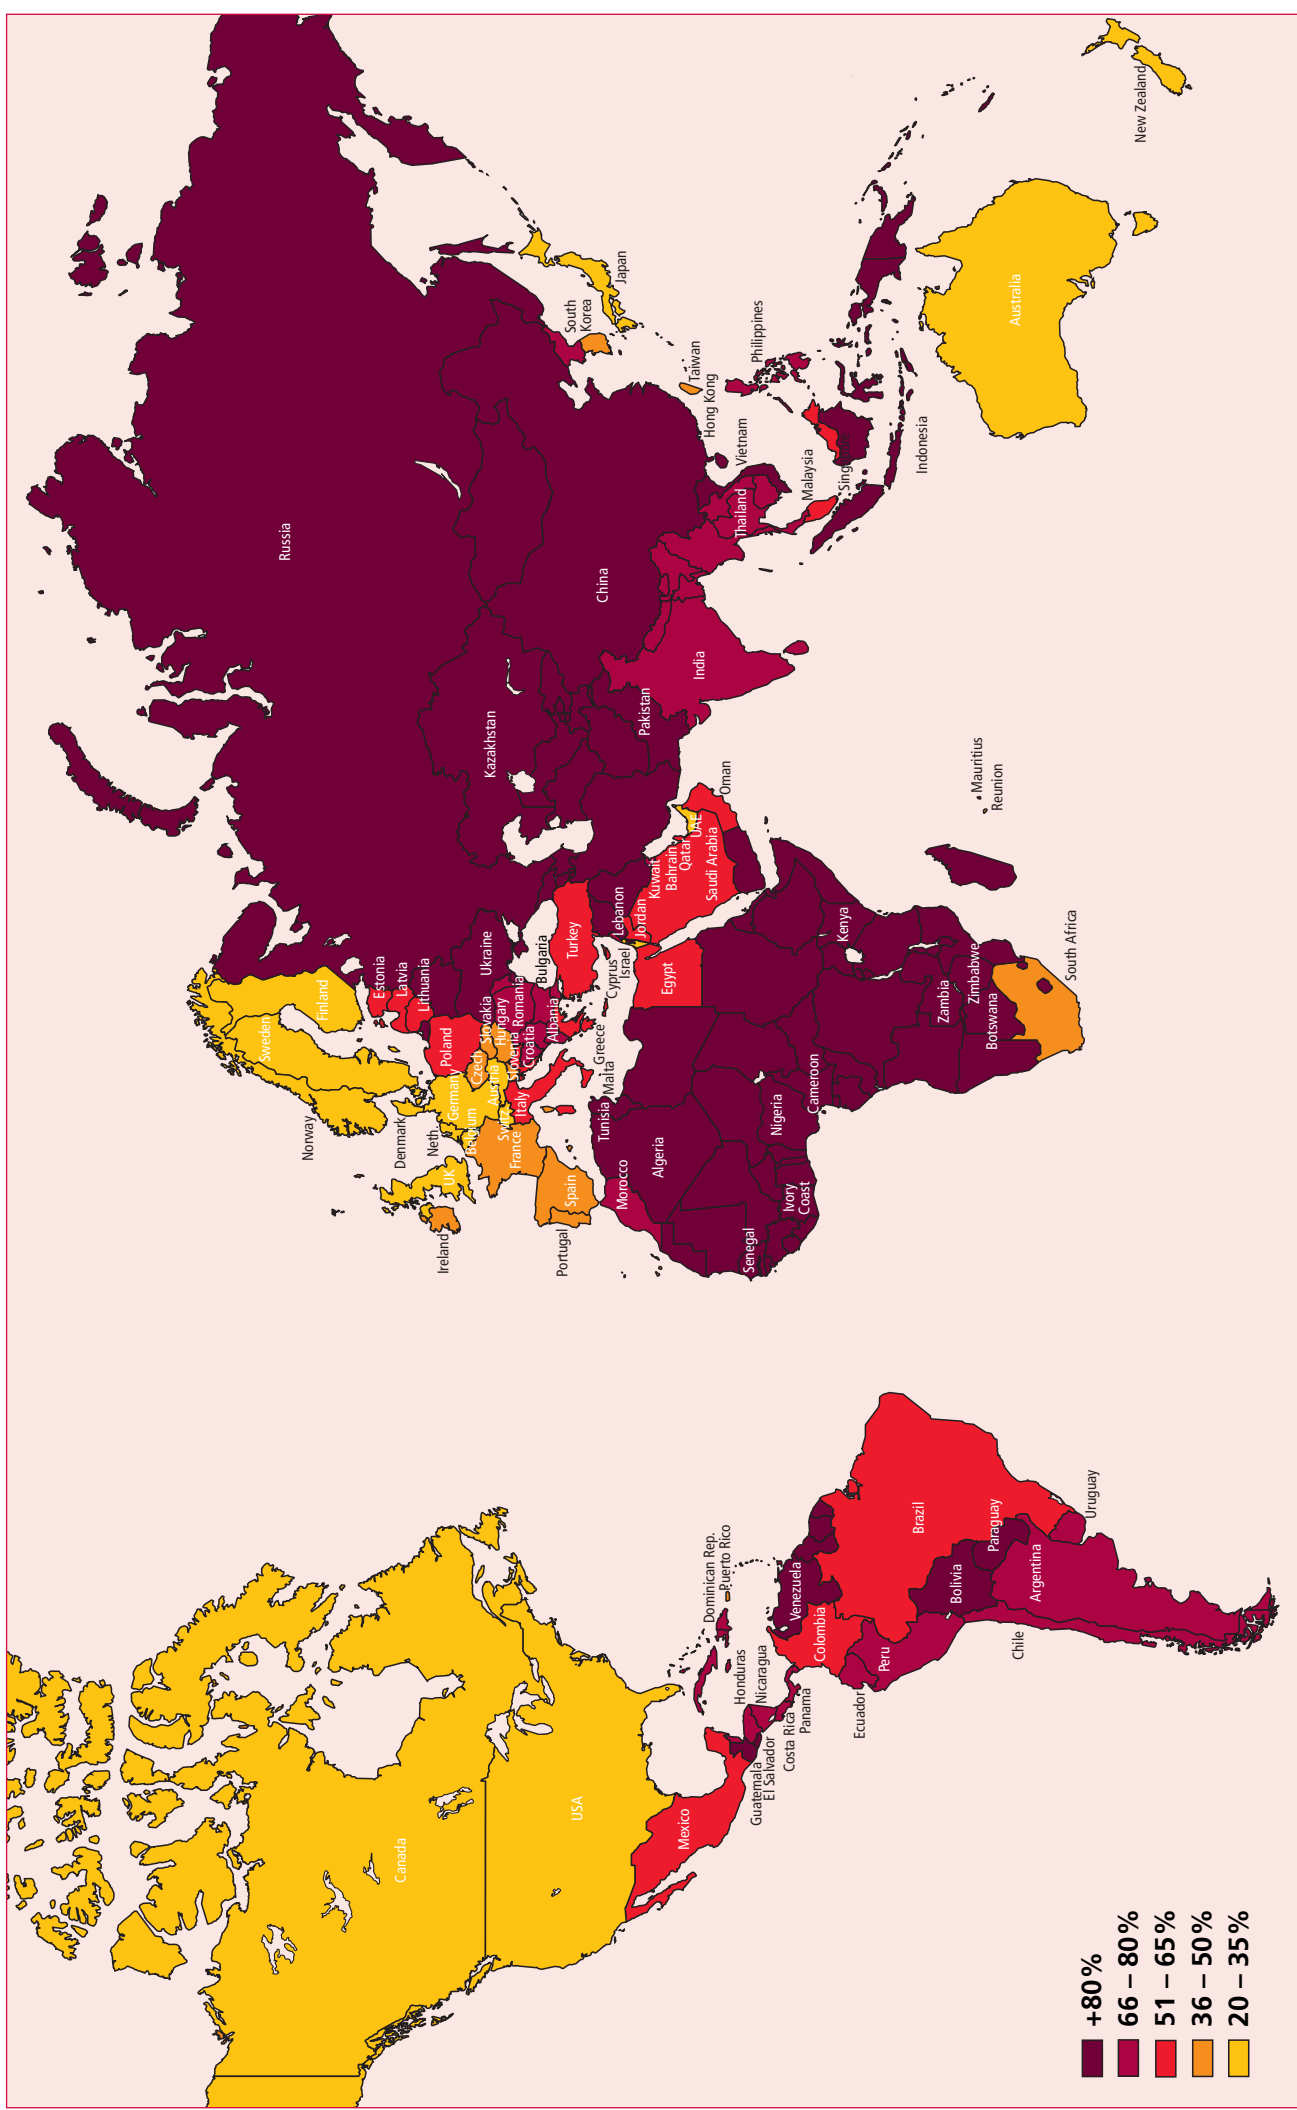 Canada
USA
Mexico
Guatemala
El Salvador
Honduras
Nicaragua
Costa Rica
Panama
Dominican Rep.
Puerto Rico
Venezuela
Colombia
Ecuador
Peru
Brazil
Bolivia
Paraguay
Argentina
Chile
Uruguay
Norway
Sweden
Finland
Denmark
Estonia
Latvia
Lithuania
Ireland
UK
Neth.
Belgium
Germany
Poland
Czech
Slovakia
Ukraine
France
Switz.
Austria
Hungary
Romania
Slovenia
Croatia
Italy
Albania
Bulgaria
Portugal
Spain
Greece
Malta
Turkey
Cyprus
Israel
Lebanon
Jordan
Kuwait
Bahrain
Qatar
UAE
Saudi Arabia
Oman
Morocco
Algeria
Tunisia
Egypt
Senegal
Ivory
Coast
Nigeria
Cameroon
Kenya
Zambia
Zimbabwe
Botswana
South Africa
Mauritius
Reunion
Russia
Kazakhstan
China
Pakistan
India
Thailand
Vietnam
Hong Kong
Taiwan
South
Korea
Japan
Philippines
Malaysia
Singapore
Indonesia
Australia
New Zealand
+80%
66 – 80%
51 – 65%
36 – 50%
20 – 35%